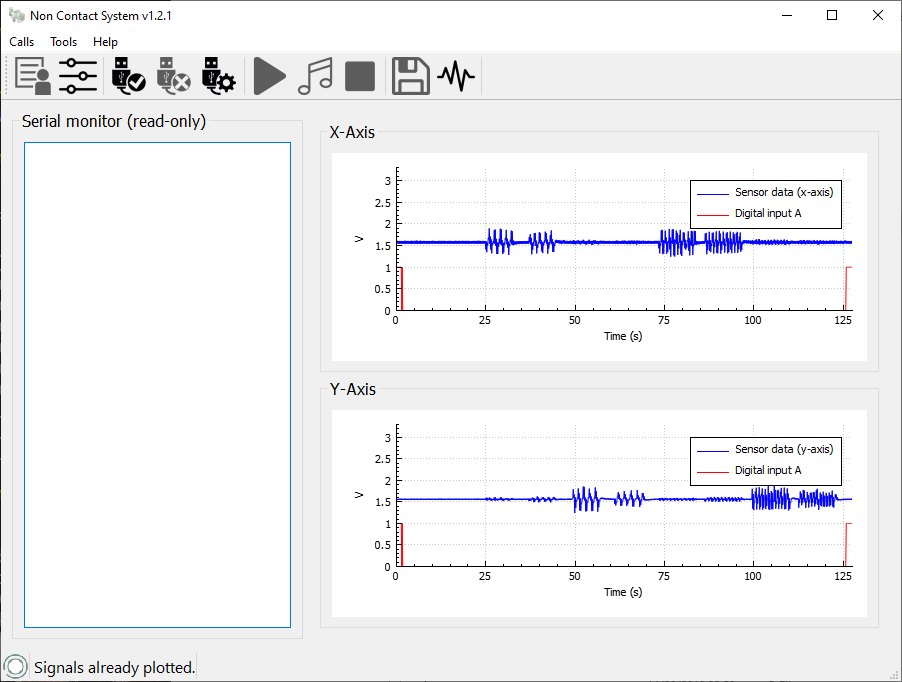 Non Contact System v1.2.1
Calls Tools Help
Serial monitor (read-only)
X-Axis
3
2.5
2
1.5
1
0.5
0
V
Sensor data (x-axis)
Digital input A
0 25 50 75 100 125
Time (s)
Y-Axis
3
2.5
2
1.5
1
0.5
0
V
Sensor data (y-axis)
Digital input A
0 25 50 75 100 125
Time (s)
Signals already plotted.